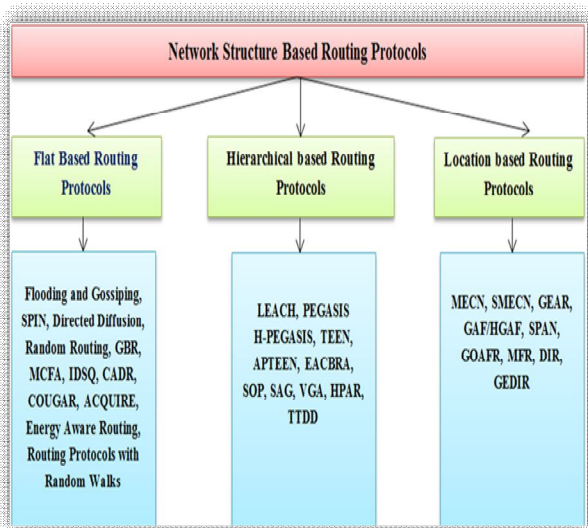 Network Structure Based Routing Protocols
Flat Based Routing
Protocols
Hierarchical based Routing
Protocols
Location based Routing
Protocols
Flooding and Gossiping,
SPIN, Directed Diffusion,
Random Routing, GBR,
MCFA, IDSQ, CADR,
COUGAR, ACQUIRE,
Energy Aware Routing,
Routing Protocols with
Random Walks
LEACH, PEGASIS
H-PEGASIS, TEEN,
APTEEN, EACBRA,
SOP, SAG, VGA, HPAR,
TTDD
MECN, SMECN, GEAR,
GAF/HGAF, SPAN,
GOAFR, MFR, DIR,
GEDIR